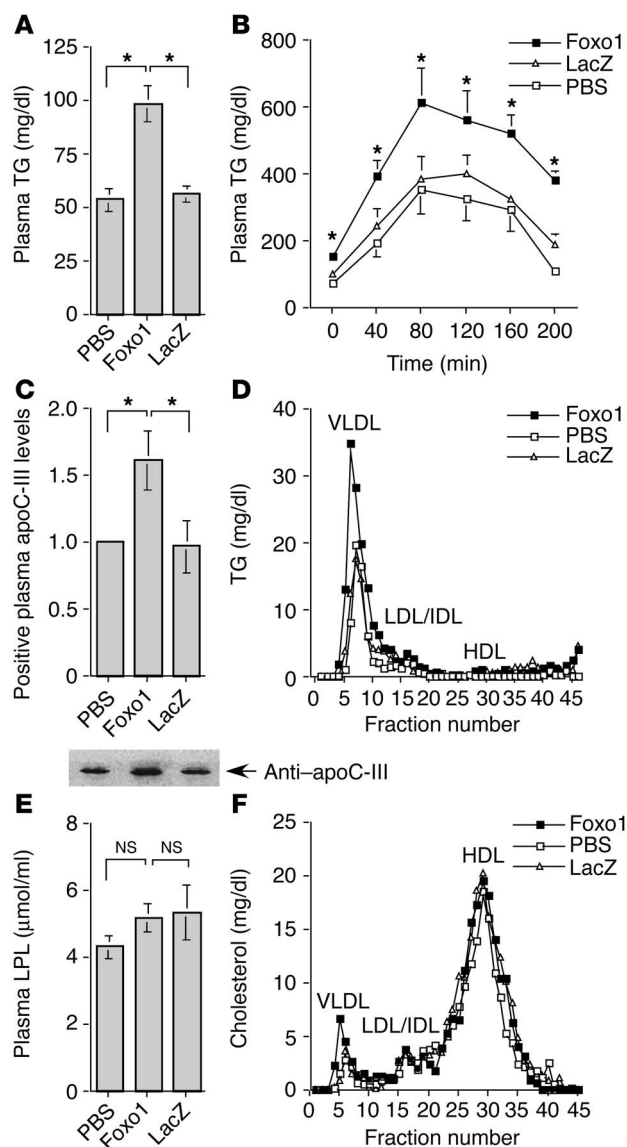 A
Plasma TG (mg/dl)
125
100
75
50
25
0
* *
PBS Foxo1 LacZ
B
Plasma TG (mg/dl)
800
600
400
200
0
Foxo1
LacZ
PBS
* * * * * *
0 40 80 120 160 200
Time (min)
C
Positive plasma apoC-III levels
2.0
1.5
1.0
0.5
0
* *
PBS Foxo1 LacZ
Anti–apoC-III
D
TG (mg/dl)
40
30
20
10
0
VLDL
LDL/IDL
HDL
Foxo1
PBS
LacZ
0 5 10 15 20 25 30 35 40 45
Fraction number
E
Plasma LPL (μmol/ml)
8
6
4
2
0
NS NS
PBS Foxo1 LacZ
F
Cholesterol (mg/dl)
25
20
15
10
5
0
VLDL
LDL/IDL
HDL
Foxo1
PBS
LacZ
0 5 10 15 20 25 30 35 40 45
Fraction number